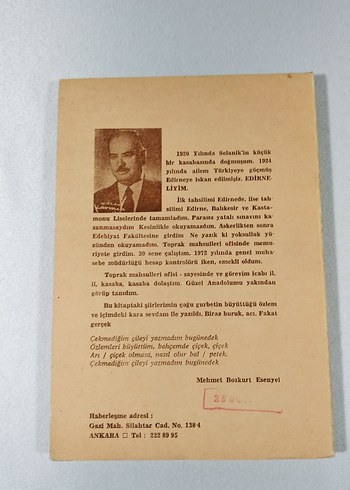 1920 Yılında Selanik'in küçük
bir kasabasında doğmuşum. 1924
yılında ailem Türkiyeye göçmüş
Edirneye iskan edilmişiz. EDİRNE-
LİYİM.
İlk tahsilimi Edirnede, lise tah-
silimi Edirne, Balıkesir ve Kasta-
monu Liselerinde tamamladım. Parasız yatılı sınavını ka-
zanmasaydım Kesinlikle okuyamazdım. Askerlikten sonra
Edebiyat Fakültesine girdim Ne yazık ki yoksulluk yü-
zünden okuyamadım. Toprak mahsulleri ofisinde memu-
riyete girdim. 30 sene çalıştım. 1972 yılında genel muha-
sebe müdürlüğü hesap kontrolörü iken, emekli oldum.
Toprak mahsulleri ofisi - sayesinde ve görevim icabı il,
il, kasaba, kasaba dolaştım. Güzel Anadolumu yakından
görüp tanıdım.
Bu kitaptaki şiirlerimin çoğu gurbetin büyüttüğü özlem
ve içimdeki kara sevdam ile yazıldı. Biraz buruk, acı. Fakat
gerçek
Çekmediğim çileyi yazmadım bugünedek
Özlemleri büyüttüm, bahçemde çiçek, çiçek
Arı / çiçek olmasa, nasıl olur bal / petek,
Çekmediğim çileyi yazmadım bugünedek
Mehmet Bozkurt Esenyel
Haberleşme adresi :
Gazi Mah. Silahtar Cad. No. 138-4
ANKARA □ Tel : 222 89 95